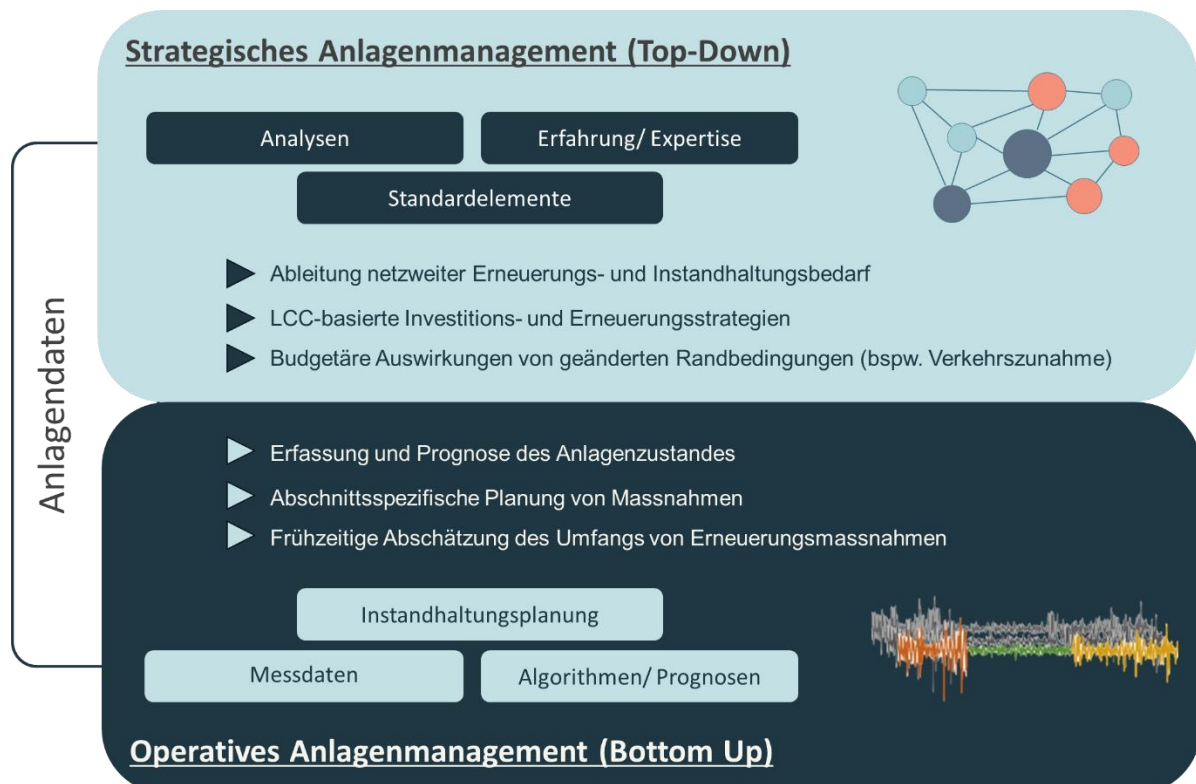 Strategisches Anlagenmanagement (Top-Down)
Analysen
Erfahrung/ Expertise
Standardelemente
Ableitung netzweiter Erneuerungs- und Instandhaltungsbedarf
LCC-basierte Investitions- und Erneuerungsstrategien
Budgetäre Auswirkungen von geänderten Randbedingungen (bspw. Verkehrszunahme)
Anlagendaten
Erfassung und Prognose des Anlagenzustandes
Abschnittsspezifische Planung von Massnahmen
Frühzeitige Abschätzung des Umfangs von Erneuerungsmassnahmen
Instandhaltungsplanung
Messdaten
Algorithmen/ Prognosen
Operatives Anlagenmanagement (Bottom Up)